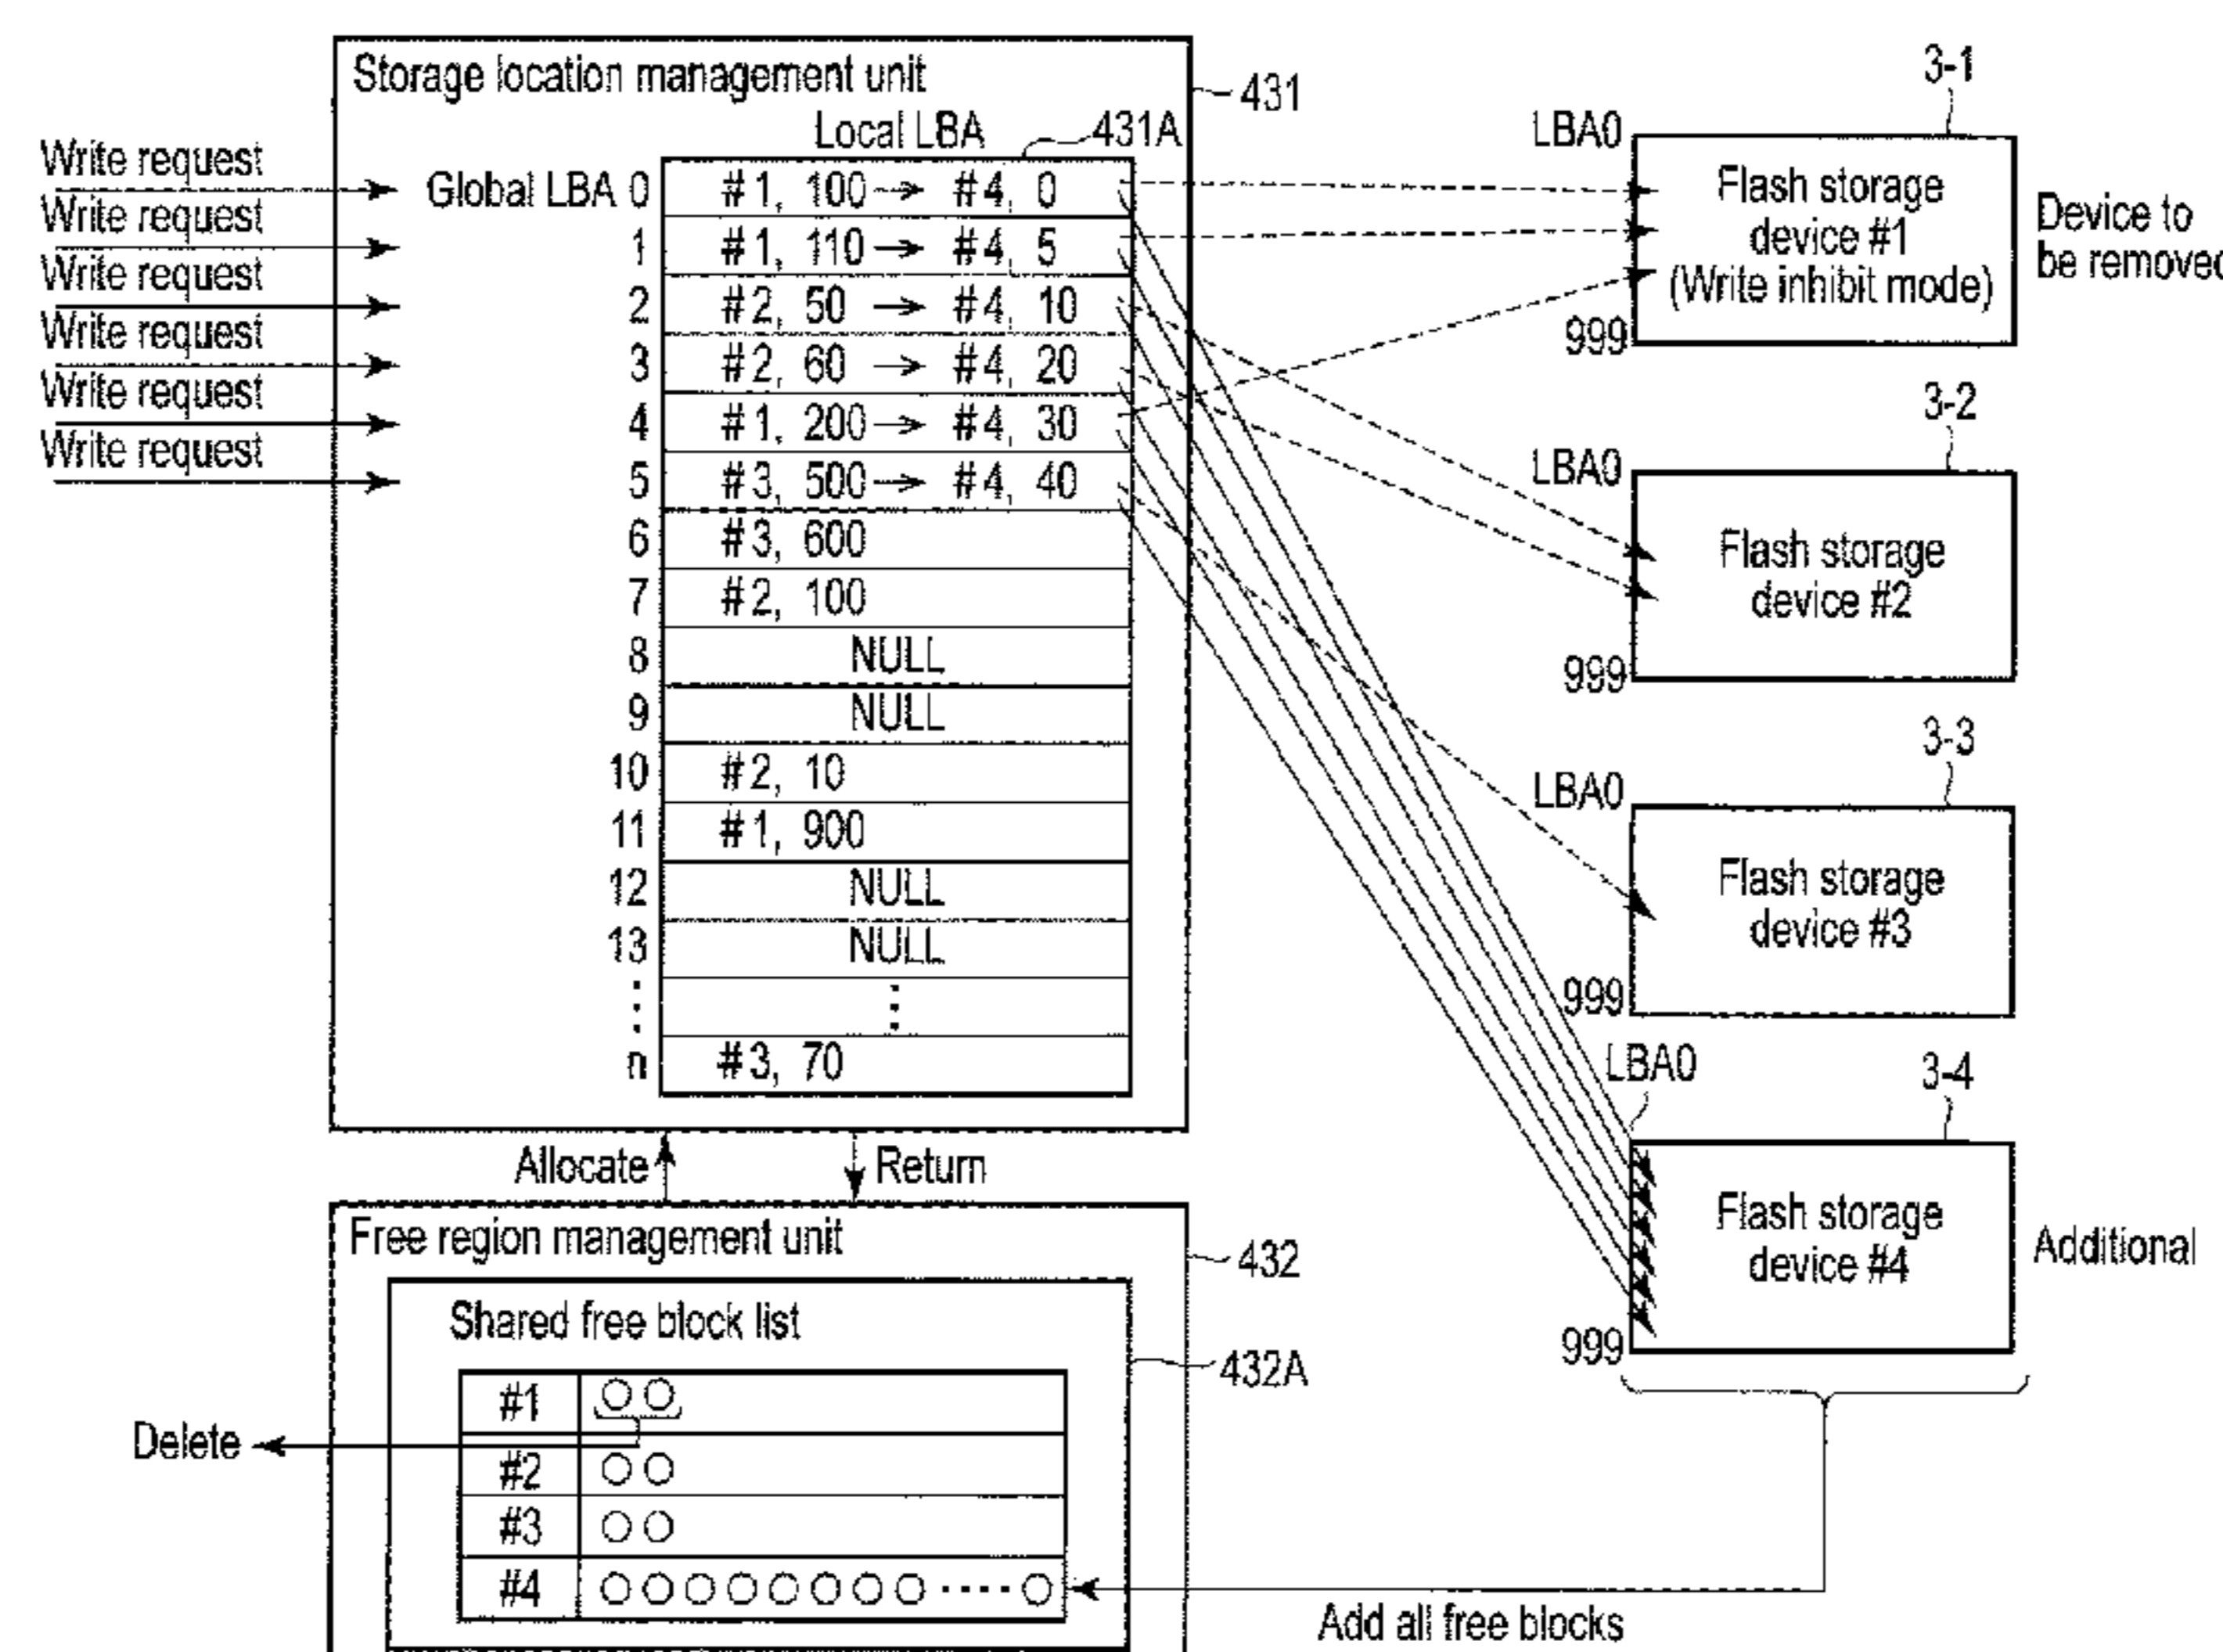 Storage location management unit
431
Local LBA
431A
Write request
Write request
Write request
Write request
Write request
Write request
Global LBA 0 #1, 100 → #4, 0
1 #1, 110 → #4, 5
2 #2, 50 → #4, 10
3 #2, 60 → #4, 20
4 #1, 200 → #4, 30
5 #3, 500 → #4, 40
6 #3, 600
7 #2, 100
8 NULL
9 NULL
10 #2, 10
11 #1, 900
12 NULL
13 NULL
n #3, 70
3-1
LBA0
Flash storage
device #1
(Write inhibit mode)
999
Device to
be removed
3-2
LBA0
Flash storage
device #2
999
3-3
LBA0
Flash storage
device #3
999
3-4
LBA0
Flash storage
device #4
999
Additional
Allocate
Return
Free region management unit
432
Shared free block list
432A
#1
#2
#3
#4
Delete
Add all free blocks